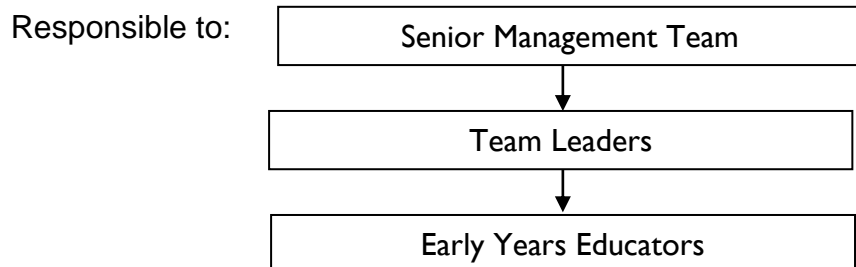 Responsible to:
Senior Management Team
Team Leaders
Early Years Educators